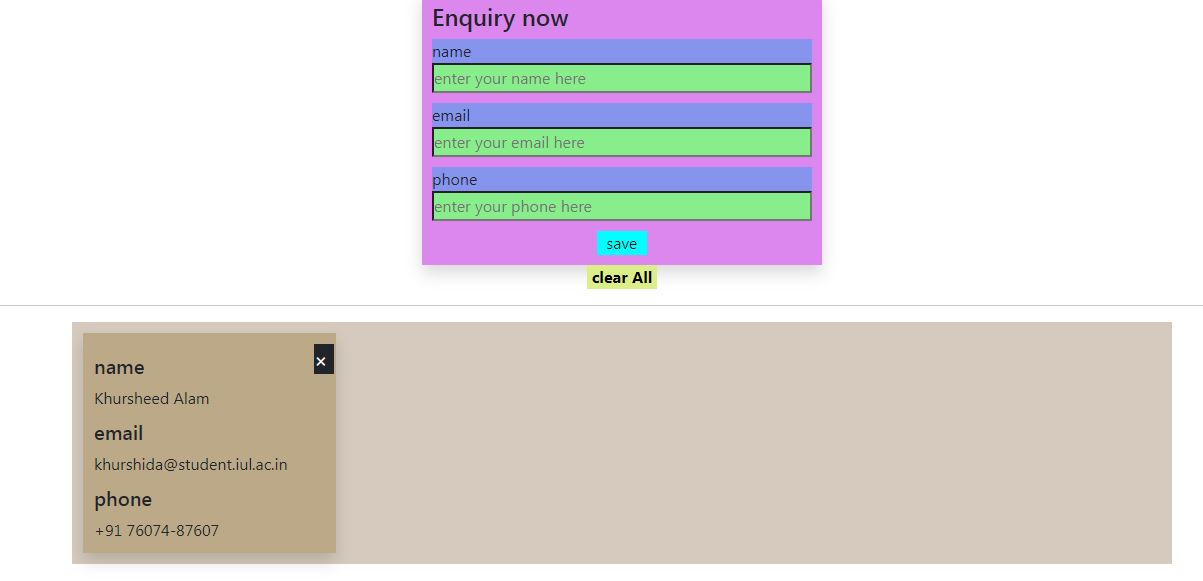 Enquiry now
name
enter your name here
email
enter your email here
phone
enter your phone here
save
clear All
×
name
Khursheed Alam
email
khurshida@student.iul.ac.in
phone
+91 76074-87607